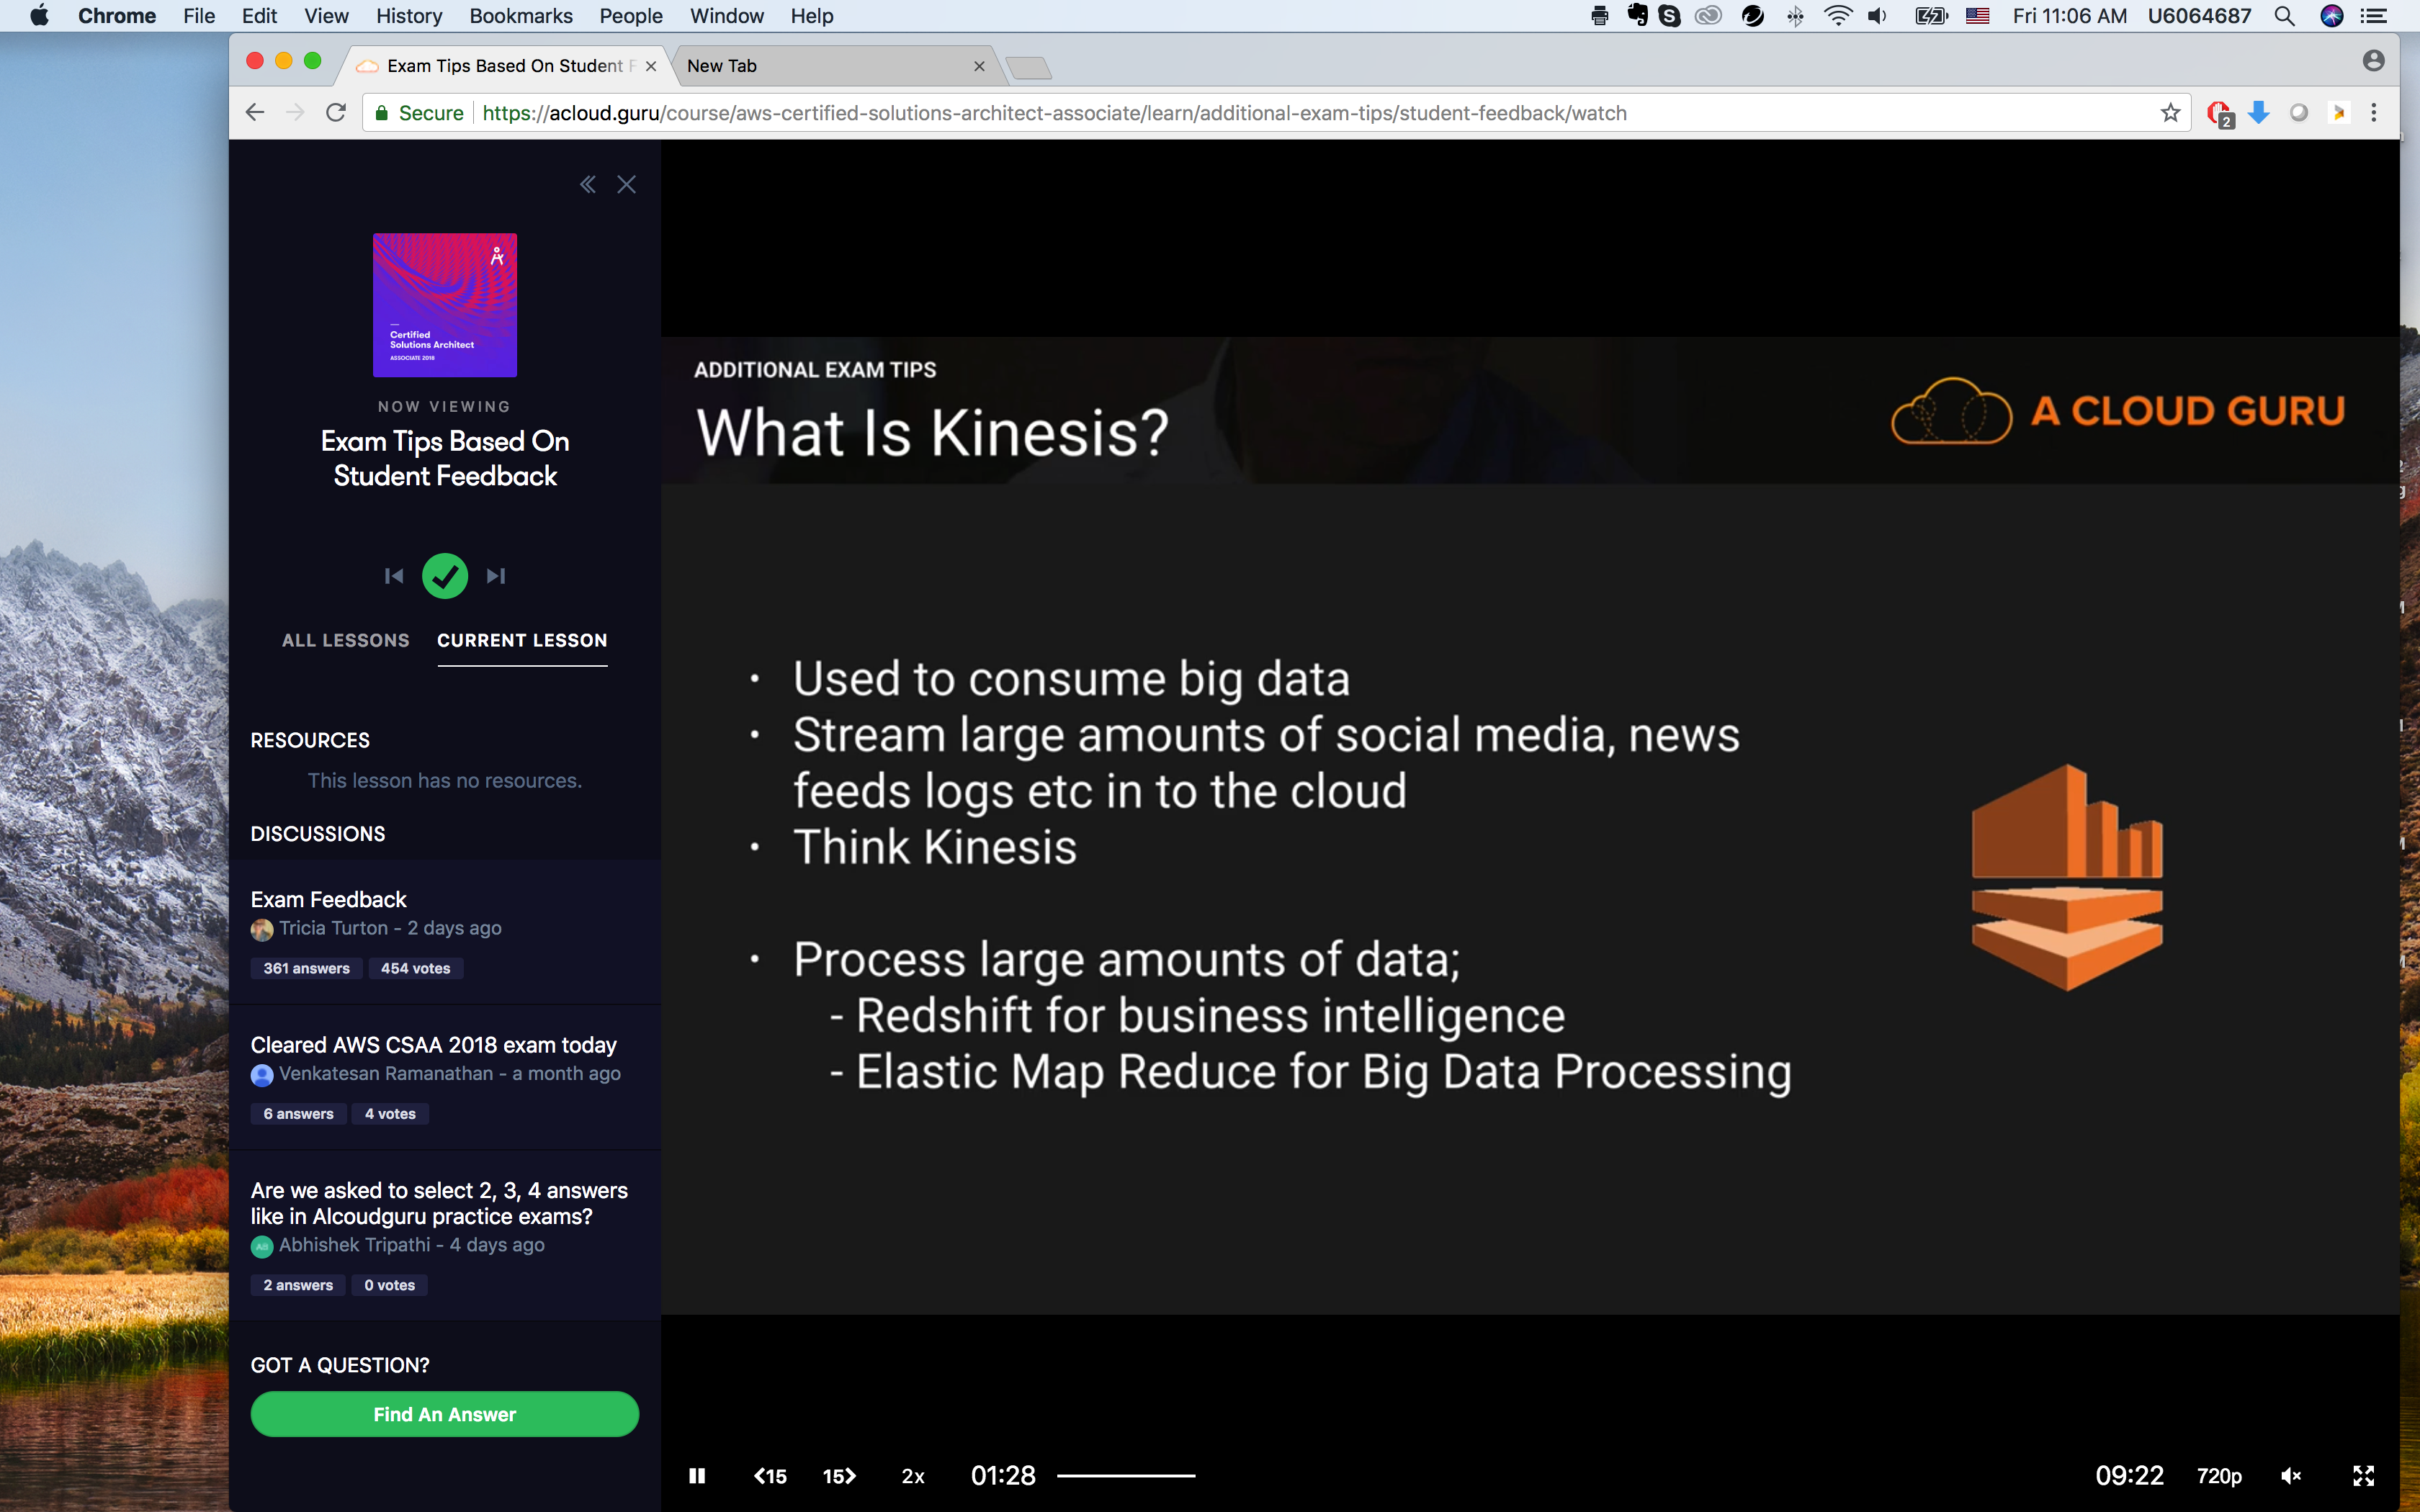 Chrome File Edit View History Bookmarks People Window Help
Fri 11:06 AM U6064687
Exam Tips Based On Student F
New Tab
Secure https://acloud.guru/course/aws-certified-solutions-architect-associate/learn/additional-exam-tips/student-feedback/watch
2
Certified
Solutions Architect
ASSOCIATE 2018
NOW VIEWING
Exam Tips Based On
Student Feedback
ALL LESSONS CURRENT LESSON
RESOURCES
This lesson has no resources.
DISCUSSIONS
Exam Feedback
Tricia Turton - 2 days ago
361 answers 454 votes
Cleared AWS CSAA 2018 exam today
Venkatesan Ramanathan - a month ago
6 answers 4 votes
Are we asked to select 2, 3, 4 answers
like in Alcoudguru practice exams?
AB Abhishek Tripathi - 4 days ago
2 answers 0 votes
GOT A QUESTION?
Find An Answer
ADDITIONAL EXAM TIPS
What Is Kinesis?
A CLOUD GURU
• Used to consume big data
• Stream large amounts of social media, news
feeds logs etc in to the cloud
• Think Kinesis
• Process large amounts of data;
- Redshift for business intelligence
- Elastic Map Reduce for Big Data Processing
<15 15> 2x 01:28 09:22 720p